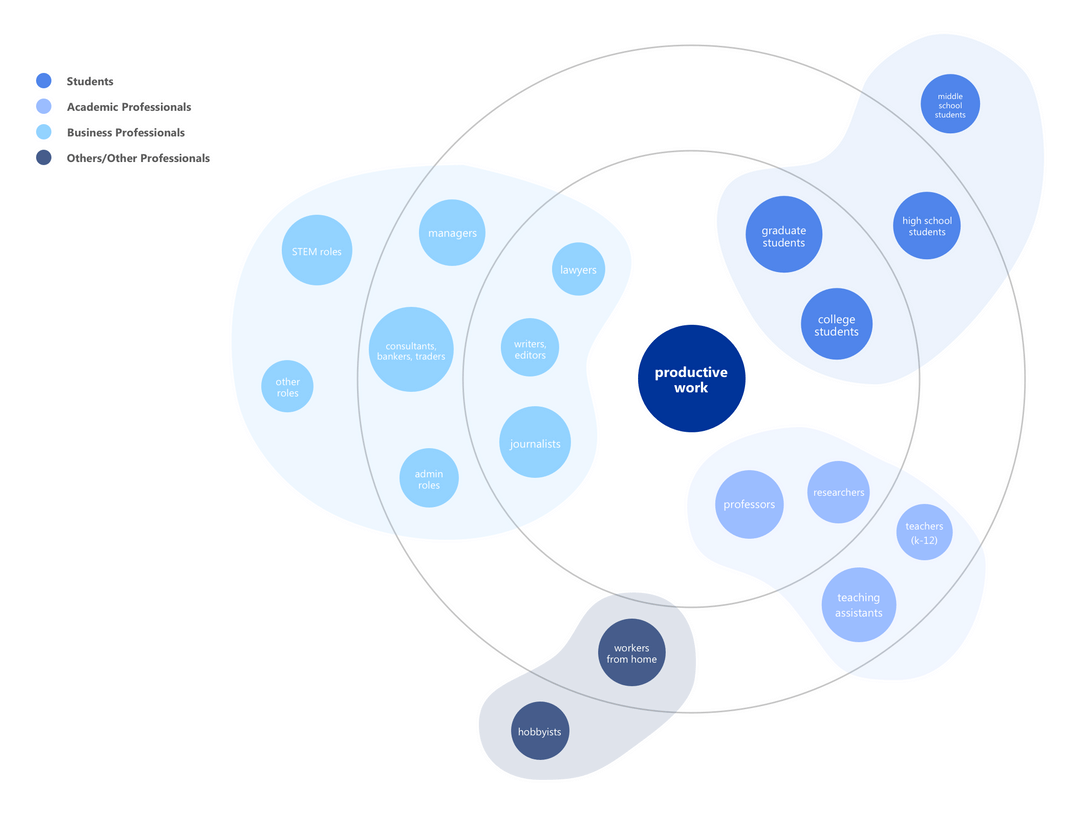 Students
Academic Professionals
Business Professionals
Others/Other Professionals
middle
school
students
high school
students
graduate
students
college
students
STEM roles
managers
lawyers
consultants,
bankers, traders
writers,
editors
other
roles
journalists
admin
roles
productive
work
professors
researchers
teachers
(k-12)
teaching
assistants
workers
from home
hobbyists